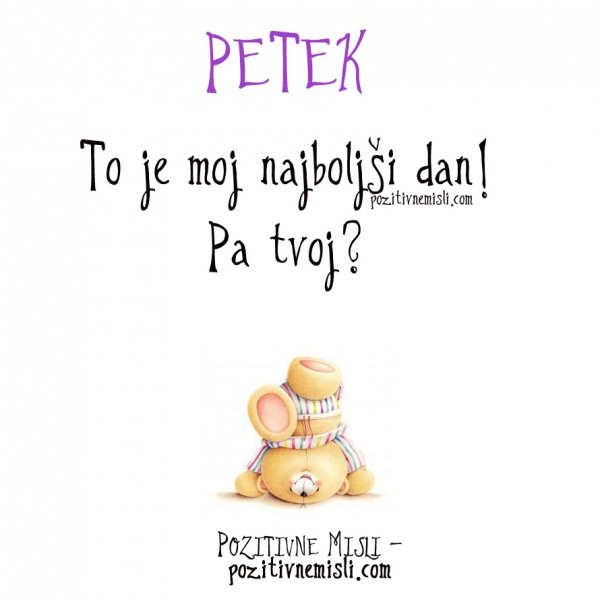 PETEK
To je moj najboljši dan!
pozitivnemisli.com
Pa tvoj?
POZITIVNE MISLI -
pozitivnemisli.com